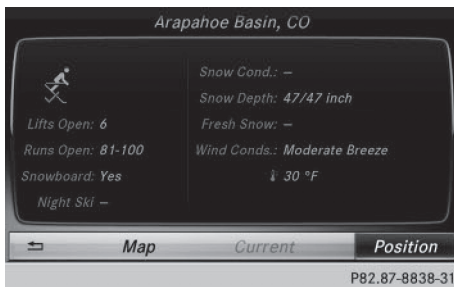 Arapahoe Basin, CO
Snow Cond.: –
Snow Depth: 47/47 inch
Lifts Open: 6
Fresh Snow: –
Runs Open: 81-100
Wind Conds.: Moderate Breeze
Snowboard: Yes
30 °F
Night Ski –
Map
Current
Position
P82.87-8838-31